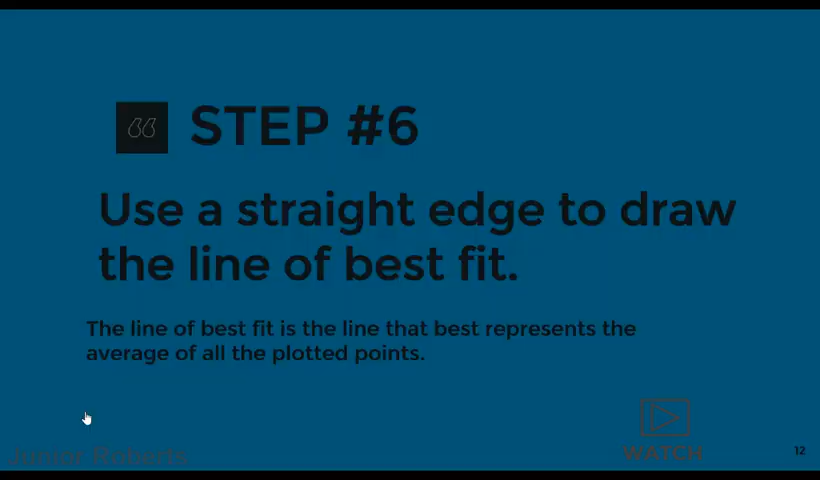 “ STEP #6
Use a straight edge to draw
the line of best fit.
The line of best fit is the line that best represents the
average of all the plotted points.
WATCH
Junior Roberts
12